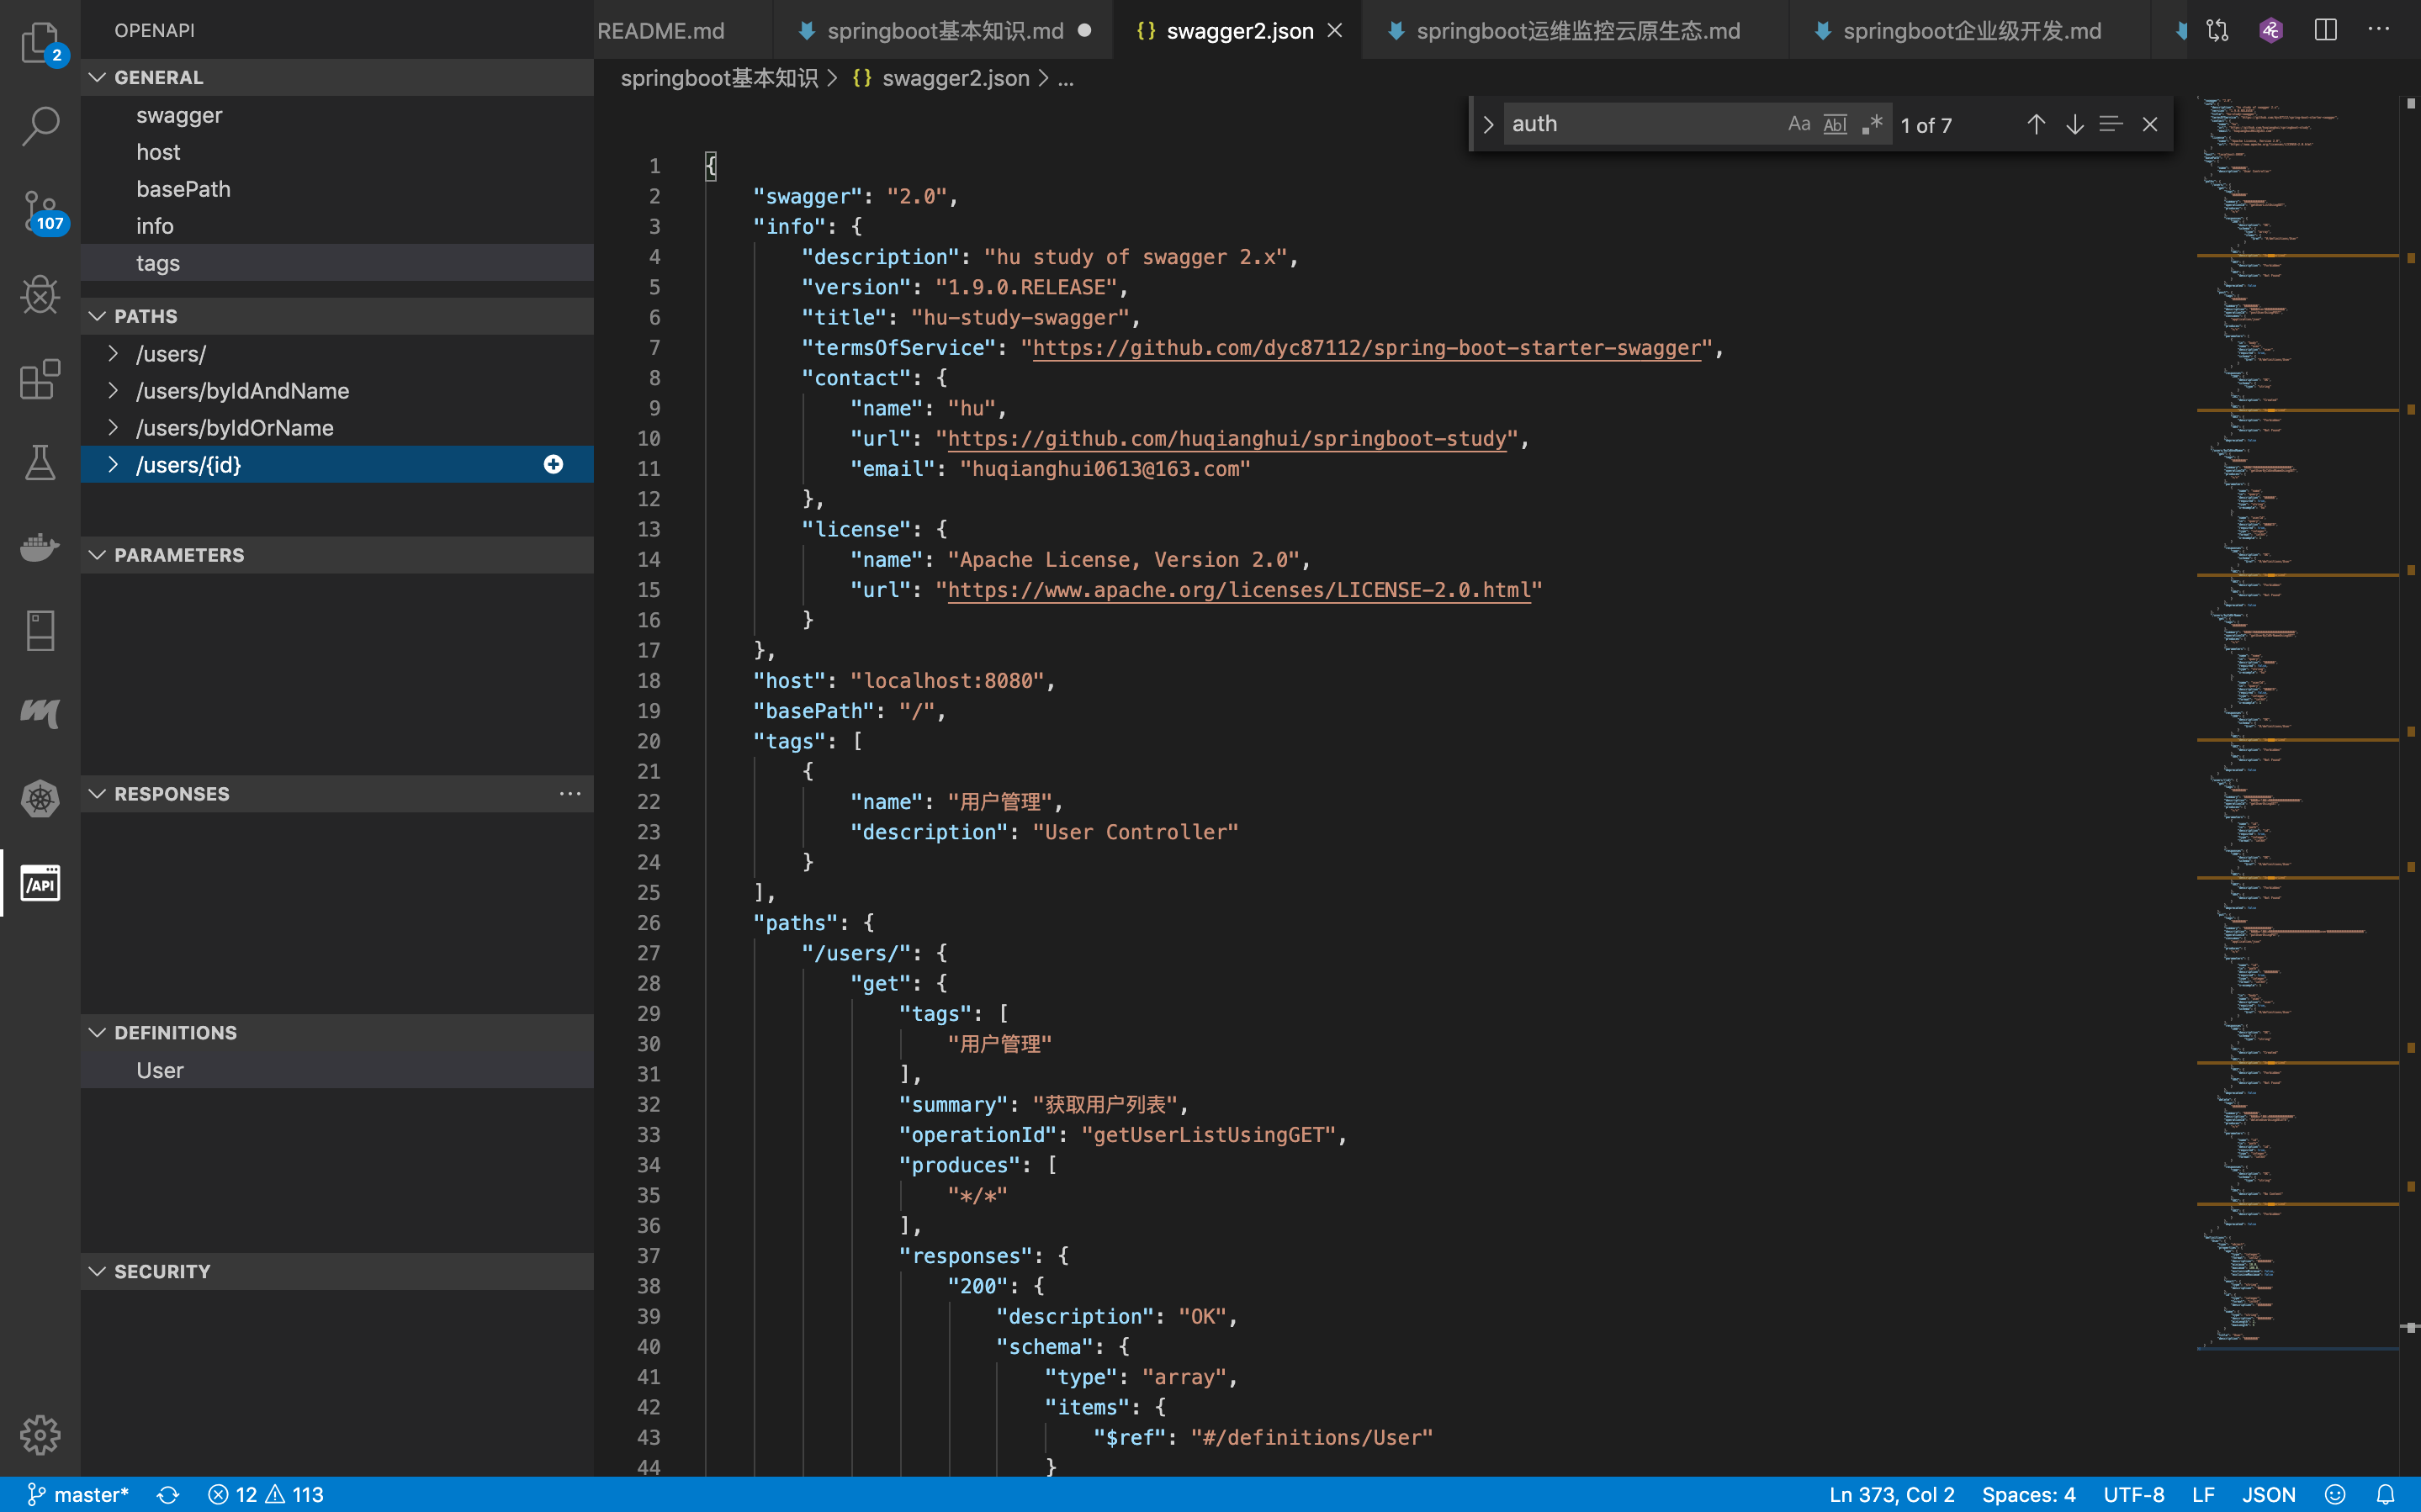 OPENAPI
README.md
springboot基本知识.md
{} swagger2.json
springboot运维监控云原生态.md
springboot企业级开发.md
springboot基本知识 > {} swagger2.json > ...
auth
Aa Abl .*
1 of 7
2
107
/API
GENERAL
swagger
host
basePath
info
tags
PATHS
/users/
/users/byIdAndName
/users/byIdOrName
/users/{id}
PARAMETERS
RESPONSES
DEFINITIONS
User
SECURITY
1 {
2 "swagger": "2.0",
3 "info": {
4 "description": "hu study of swagger 2.x",
5 "version": "1.9.0.RELEASE",
6 "title": "hu-study-swagger",
7 "termsOfService": "https://github.com/dyc87112/spring-boot-starter-swagger",
8 "contact": {
9 "name": "hu",
10 "url": "https://github.com/huqianghui/springboot-study",
11 "email": "huqianghui0613@163.com"
12 },
13 "license": {
14 "name": "Apache License, Version 2.0",
15 "url": "https://www.apache.org/licenses/LICENSE-2.0.html"
16 }
17 },
18 "host": "localhost:8080",
19 "basePath": "/",
20 "tags": [
21 {
22 "name": "用户管理",
23 "description": "User Controller"
24 }
25 ],
26 "paths": {
27 "/users/": {
28 "get": {
29 "tags": [
30 "用户管理"
31 ],
32 "summary": "获取用户列表",
33 "operationId": "getUserListUsingGET",
34 "produces": [
35 "*/*"
36 ],
37 "responses": {
38 "200": {
39 "description": "OK",
40 "schema": {
41 "type": "array",
42 "items": {
43 "$ref": "#/definitions/User"
44 }
master*
12
113
Ln 373, Col 2
Spaces: 4
UTF-8
LF
JSON